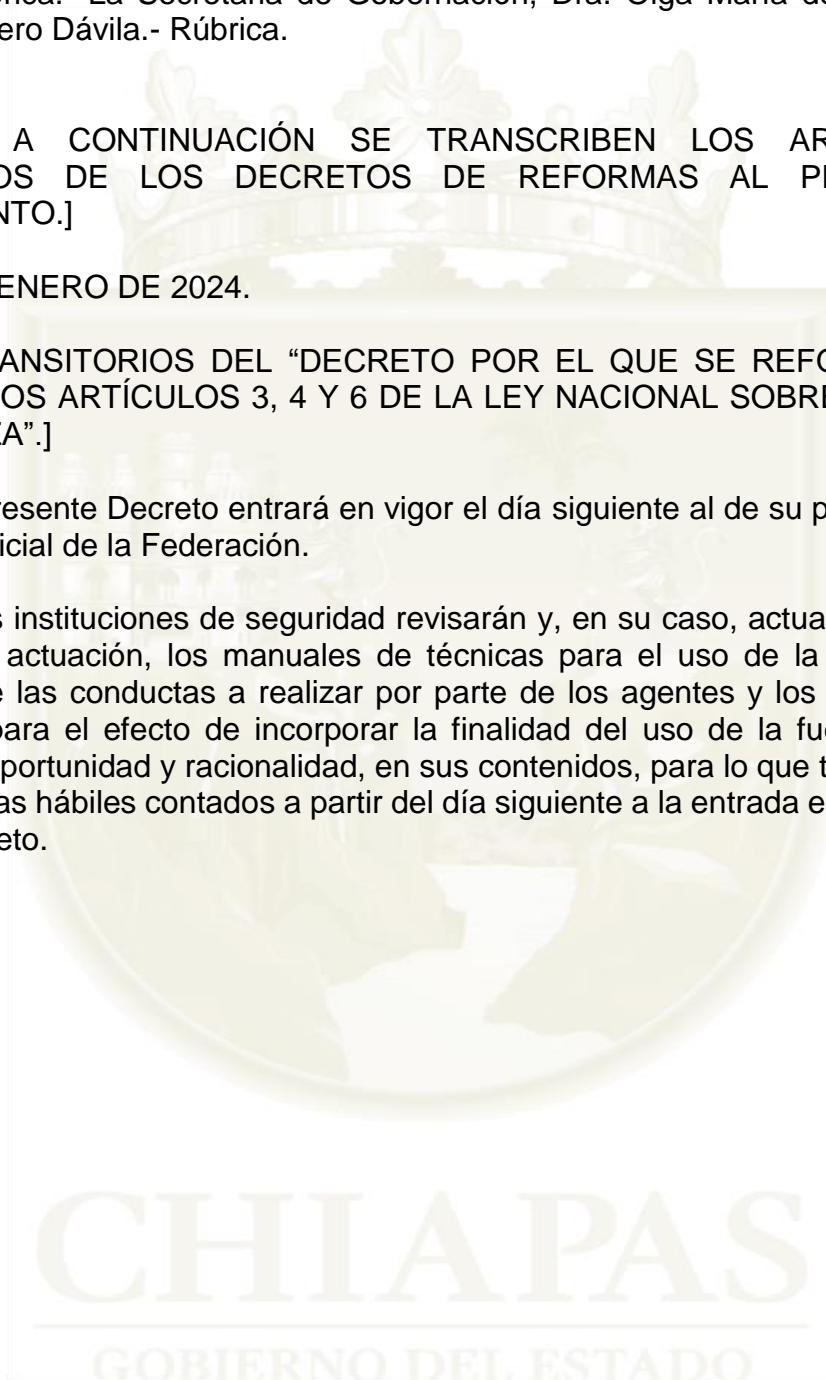 La Secretaría de Gobernación, Dra. Olga María de
ero Dávila.- Rúbrica.
A CONTINUACIÓN SE TRANSCRIBEN LOS AR
OS DE LOS DECRETOS DE REFORMAS AL P
NTO.]
ENERO DE 2024.
ANSITORIOS DEL “DECRETO POR EL QUE SE REFO
OS ARTÍCULOS 3, 4 Y 6 DE LA LEY NACIONAL SOBRE
ZA”.]
resente Decreto entrará en vigor el día siguiente al de su p
icial de la Federación.
s instituciones de seguridad revisarán y, en su caso, actua
actuación, los manuales de técnicas para el uso de la
e las conductas a realizar por parte de los agentes y los
para el efecto de incorporar la finalidad del uso de la fue
portunidad y racionalidad, en sus contenidos, para lo que t
as hábiles contados a partir del día siguiente a la entrada e
eto.
CHIAPAS
GOBIERNO DEL ESTADO